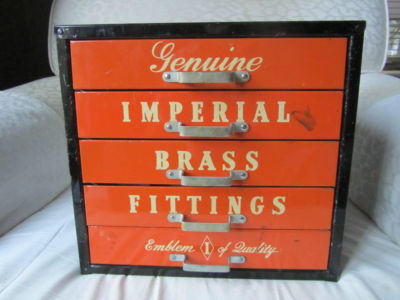 Genuine
IMPERIAL
BRASS
FITTINGS
Emblem I of Quality